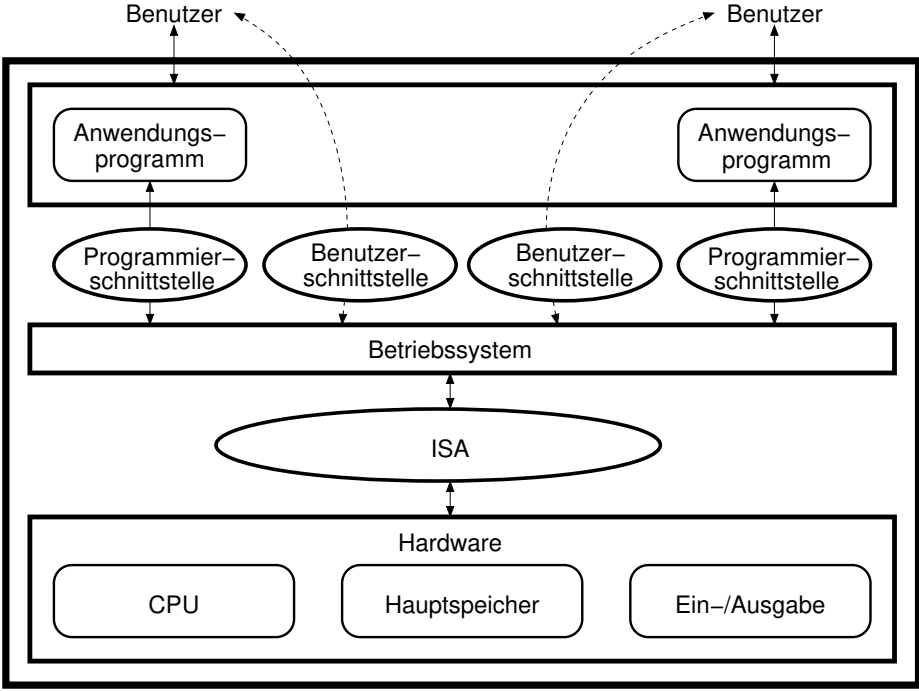 Benutzer
Benutzer
Anwendungs–
programm
Anwendungs–
programm
Programmier–
schnittstelle
Benutzer–
schnittstelle
Benutzer–
schnittstelle
Programmier–
schnittstelle
Betriebssystem
ISA
Hardware
CPU
Hauptspeicher
Ein–/Ausgabe